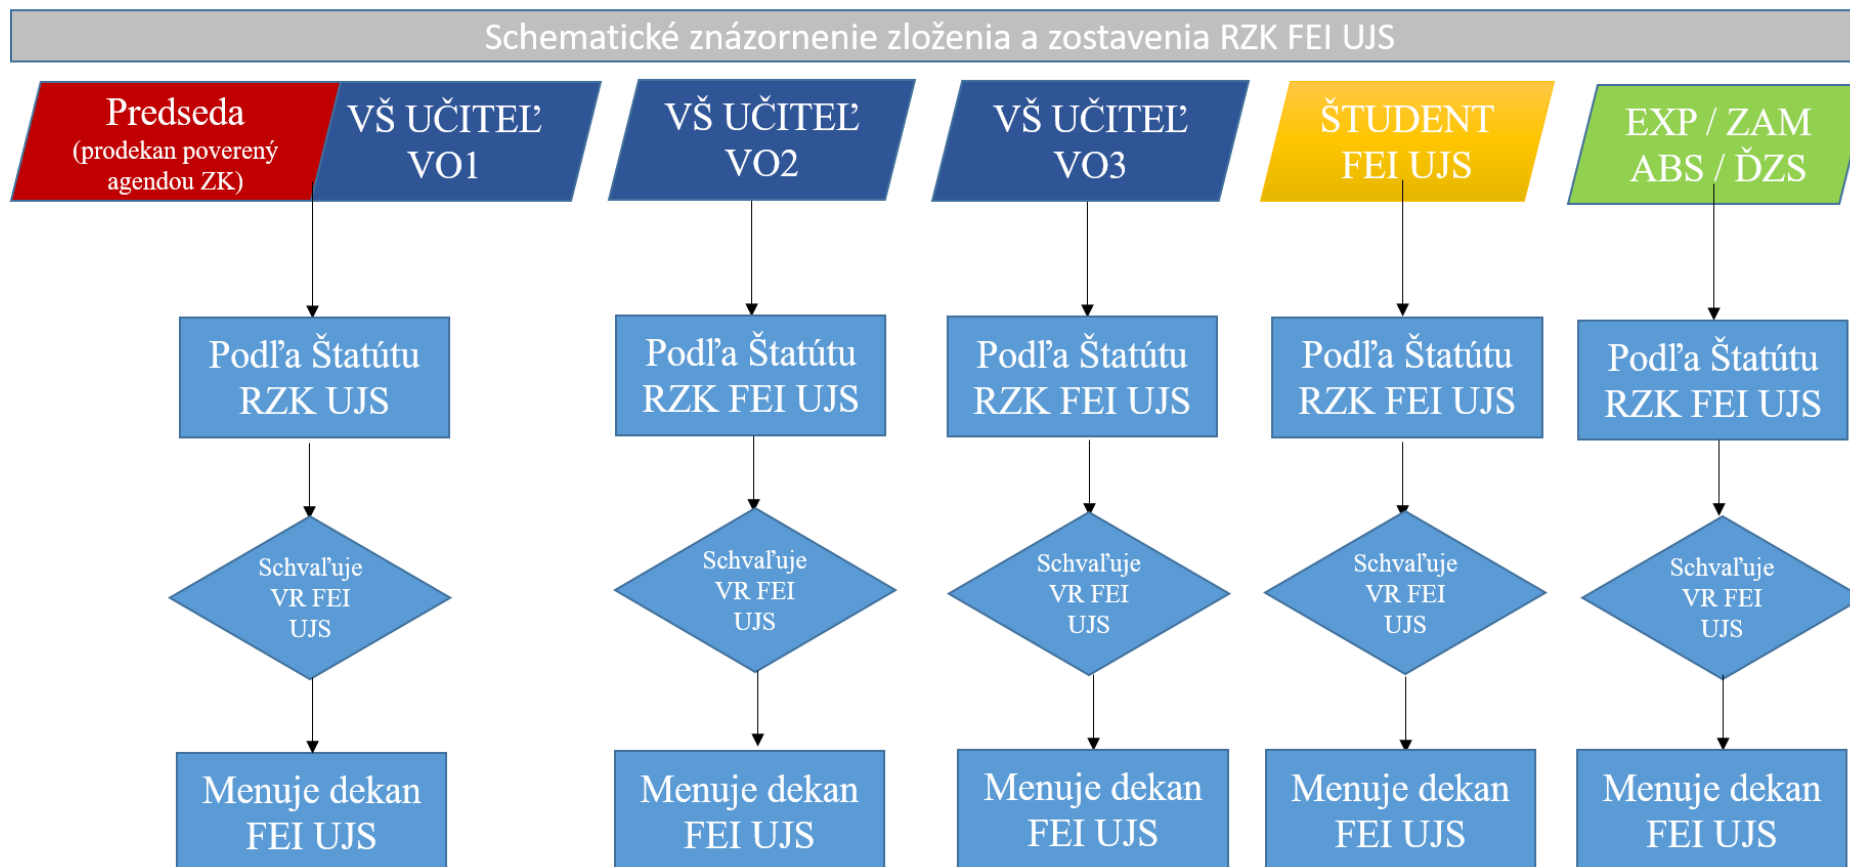 Schematické znázornenie zloženia a zostavenia RZK FEI UJS
Predseda
(prodekan poverený
agendou ZK)
VŠ UČITEĽ
VO1
VŠ UČITEĽ
VO2
VŠ UČITEĽ
VO3
ŠTUDENT
FEI UJS
EXP / ZAM
ABS / ĎZS
Podľa Štatútu
RZK UJS
Podľa Štatútu
RZK FEI UJS
Podľa Štatútu
RZK FEI UJS
Podľa Štatútu
RZK FEI UJS
Podľa Štatútu
RZK FEI UJS
Schvaľuje
VR FEI
UJS
Schvaľuje
VR FEI
UJS
Schvaľuje
VR FEI
UJS
Schvaľuje
VR FEI
UJS
Schvaľuje
VR FEI
UJS
Menuje dekan
FEI UJS
Menuje dekan
FEI UJS
Menuje dekan
FEI UJS
Menuje dekan
FEI UJS
Menuje dekan
FEI UJS